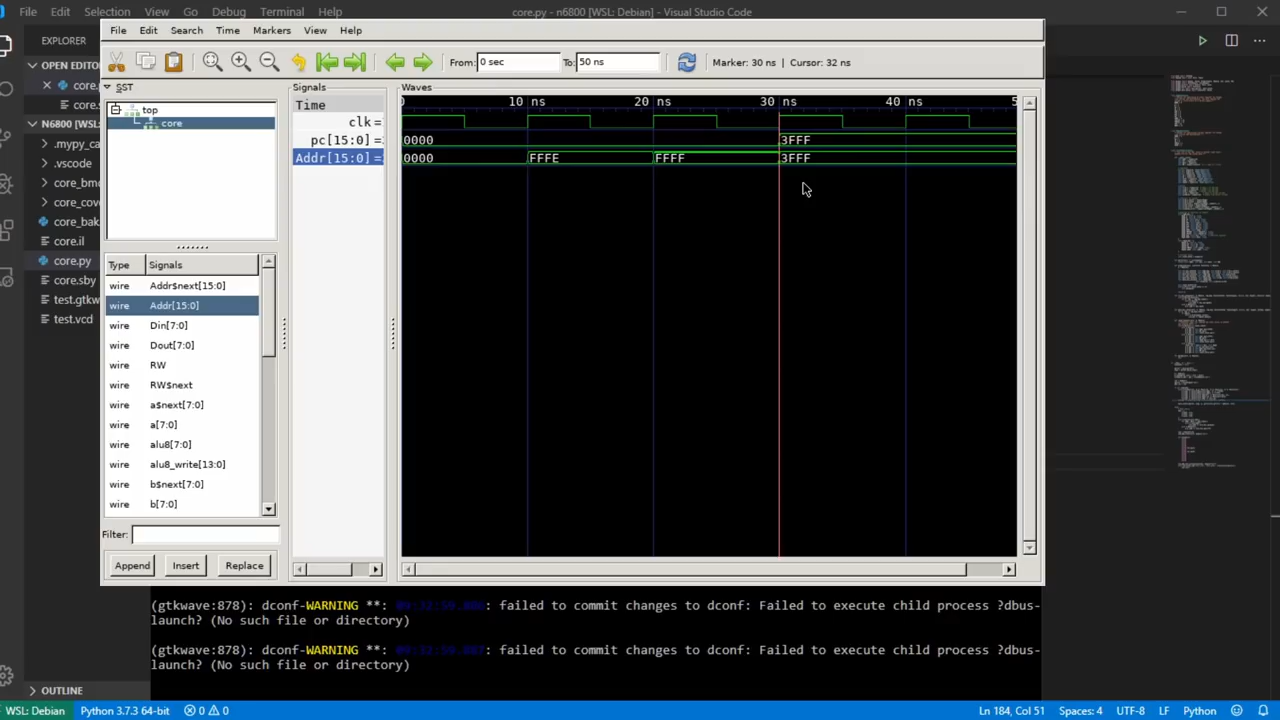 File Edit Selection View Go Debug Terminal Help core.py - n6800 [WSL: Debian] - Visual Studio Code
File Edit Search Time Markers View Help
From: 0 sec To: 50 ns Marker: 30 ns | Cursor: 32 ns
EXPLORER
OPEN EDITO
core.
core.s
N6800 [WSL: D
.mypy_ca
.vscode
core_bmc
core_cove
core_bak
core.il
core.py
core.sby
test.gtkw
test.vcd
OUTLINE
SST
top
core
Type Signals
wire Addr$next[15:0]
wire Addr[15:0]
wire Din[7:0]
wire Dout[7:0]
wire RW
wire RW$next
wire a$next[7:0]
wire a[7:0]
wire alu8[7:0]
wire alu8_write[13:0]
wire b$next[7:0]
wire b[7:0]
Filter:
Append Insert Replace
Signals
Time
clk =
pc[15:0] =
Addr[15:0] =
Waves
10 ns 20 ns 30 ns 40 ns 5
0000 3FFF
0000 FFFE FFFF 3FFF
(gtkwave:878): dconf-WARNING **: : failed to commit changes to dconf: Failed to execute child process ?dbus-
launch? (No such file or directory)
(gtkwave:878): dconf-WARNING **: : failed to commit changes to dconf: Failed to execute child process ?dbus-
launch? (No such file or directory)
WSL: Debian Python 3.7.3 64-bit 0 0 Ln 184, Col 51 Spaces: 4 UTF-8 LF Python